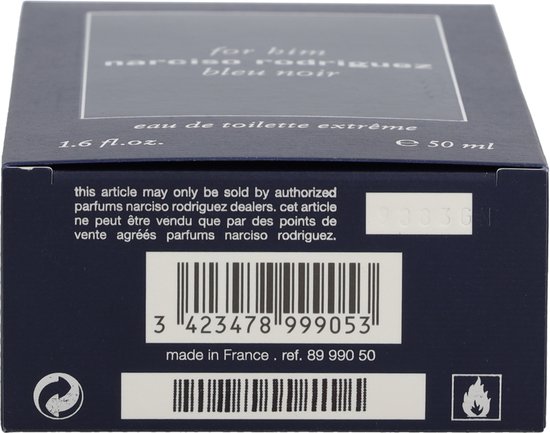 for him
narciso rodriguez
bleu noir
eau de toilette extrême
1.6 fl.oz. ℮ 50 ml
this article may only be sold by authorized
parfums narciso rodriguez dealers. cet article
ne peut être vendu que par des points de
vente agréés parfums narciso rodriguez.
3 423478 999053
made in France . ref. 89 990 50